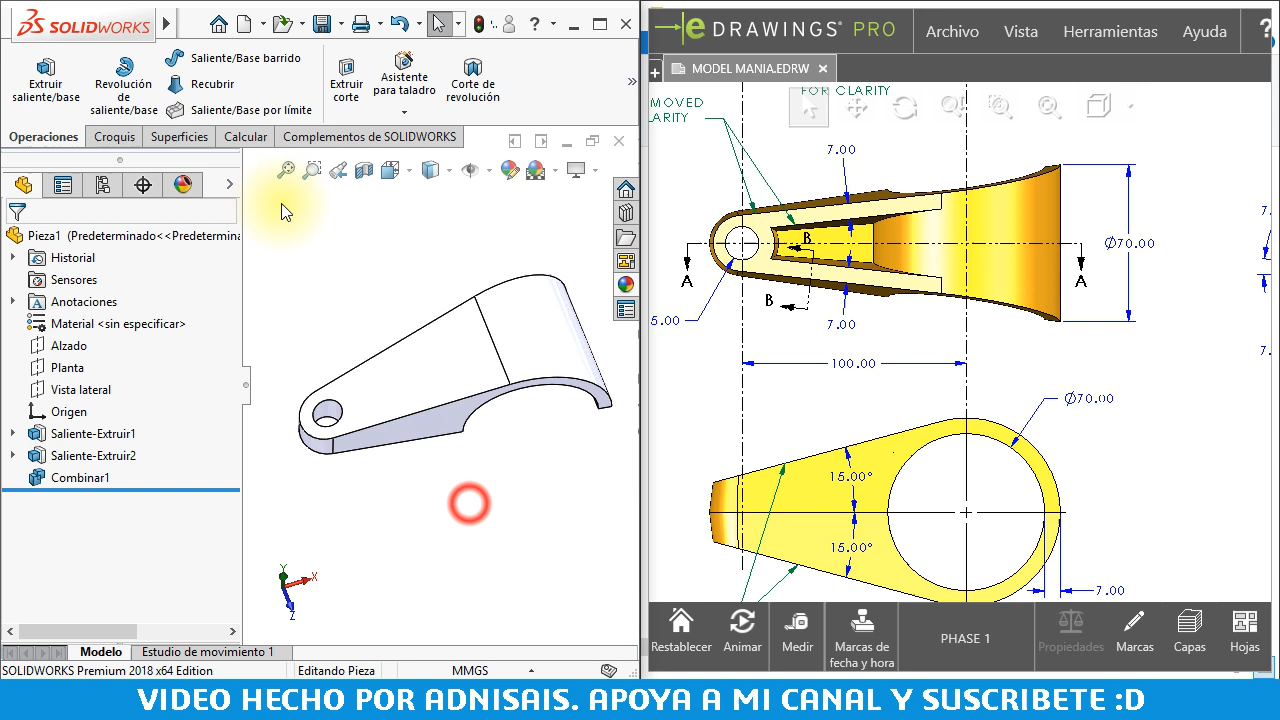 SOLIDWORKS
Extruir
saliente/base
Revolución
de
saliente/base
Saliente/Base barrido
Recubrir
Saliente/Base por límite
Extruir
corte
Asistente
para taladro
Corte de
revolución
Operaciones
Croquis
Superficies
Calcular
Complementos de SOLIDWORKS
Pieza1 (Predeterminado<<Predetermina
Historial
Sensores
Anotaciones
Material <sin especificar>
Alzado
Planta
Vista lateral
Origen
Saliente-Extruir1
Saliente-Extruir2
Combinar1
Y
X
Z
Modelo
Estudio de movimiento 1
SOLIDWORKS Premium 2018 x64 Edition
Editando Pieza
MMGS
eDRAWINGS® PRO
Archivo
Vista
Herramientas
Ayuda
?
MODEL MANIA.EDRW
MOVED
LARITY
FOR CLARITY
7.00
B
B
A
A
Ø70.00
5.00
7.00
7.
100.00
Ø70.00
15.00°
15.00°
7.00
Restablecer
Animar
Medir
Marcas de
fecha y hora
PHASE 1
Propiedades
Marcas
Capas
Hojas
VIDEO HECHO POR ADNISAIS. APOYA A MI CANAL Y SUSCRIBETE :D